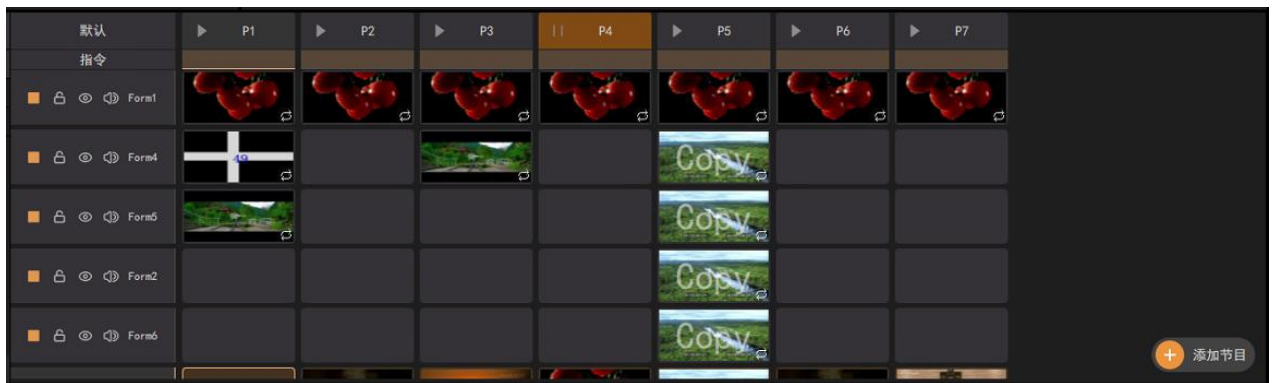 默认 P1 P2 P3 P4 P5 P6 P7
指令
Form1
Form4 49 Copy
Form5 Copy
Form2 Copy
Form6 Copy
添加节目